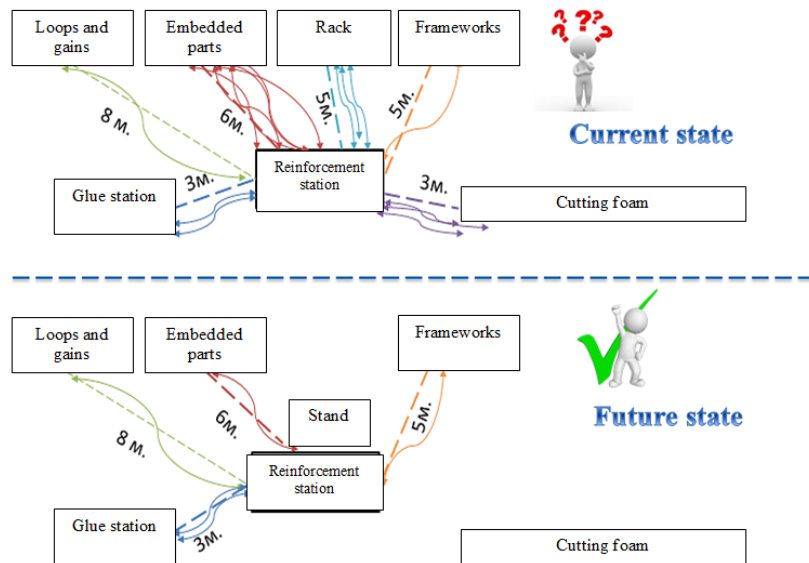 Loops and
gains
Embedded
parts
Rack
Frameworks
???
??
8 м.
6м.
5м.
5м.
Current state
Reinforcement
station
Glue station
3м.
3м.
Cutting foam
Loops and
gains
Embedded
parts
Frameworks
Stand
8 м.
6м.
5м.
Future state
Reinforcement
station
Glue station
3м.
Cutting foam